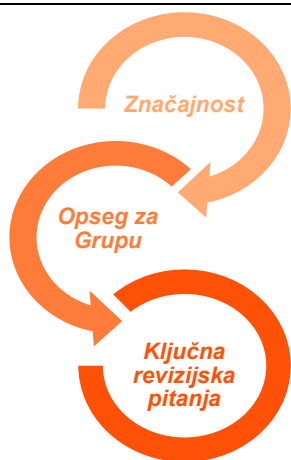 Značajnost
Opseg za
Grupu
Ključna
revizijska
pitanja